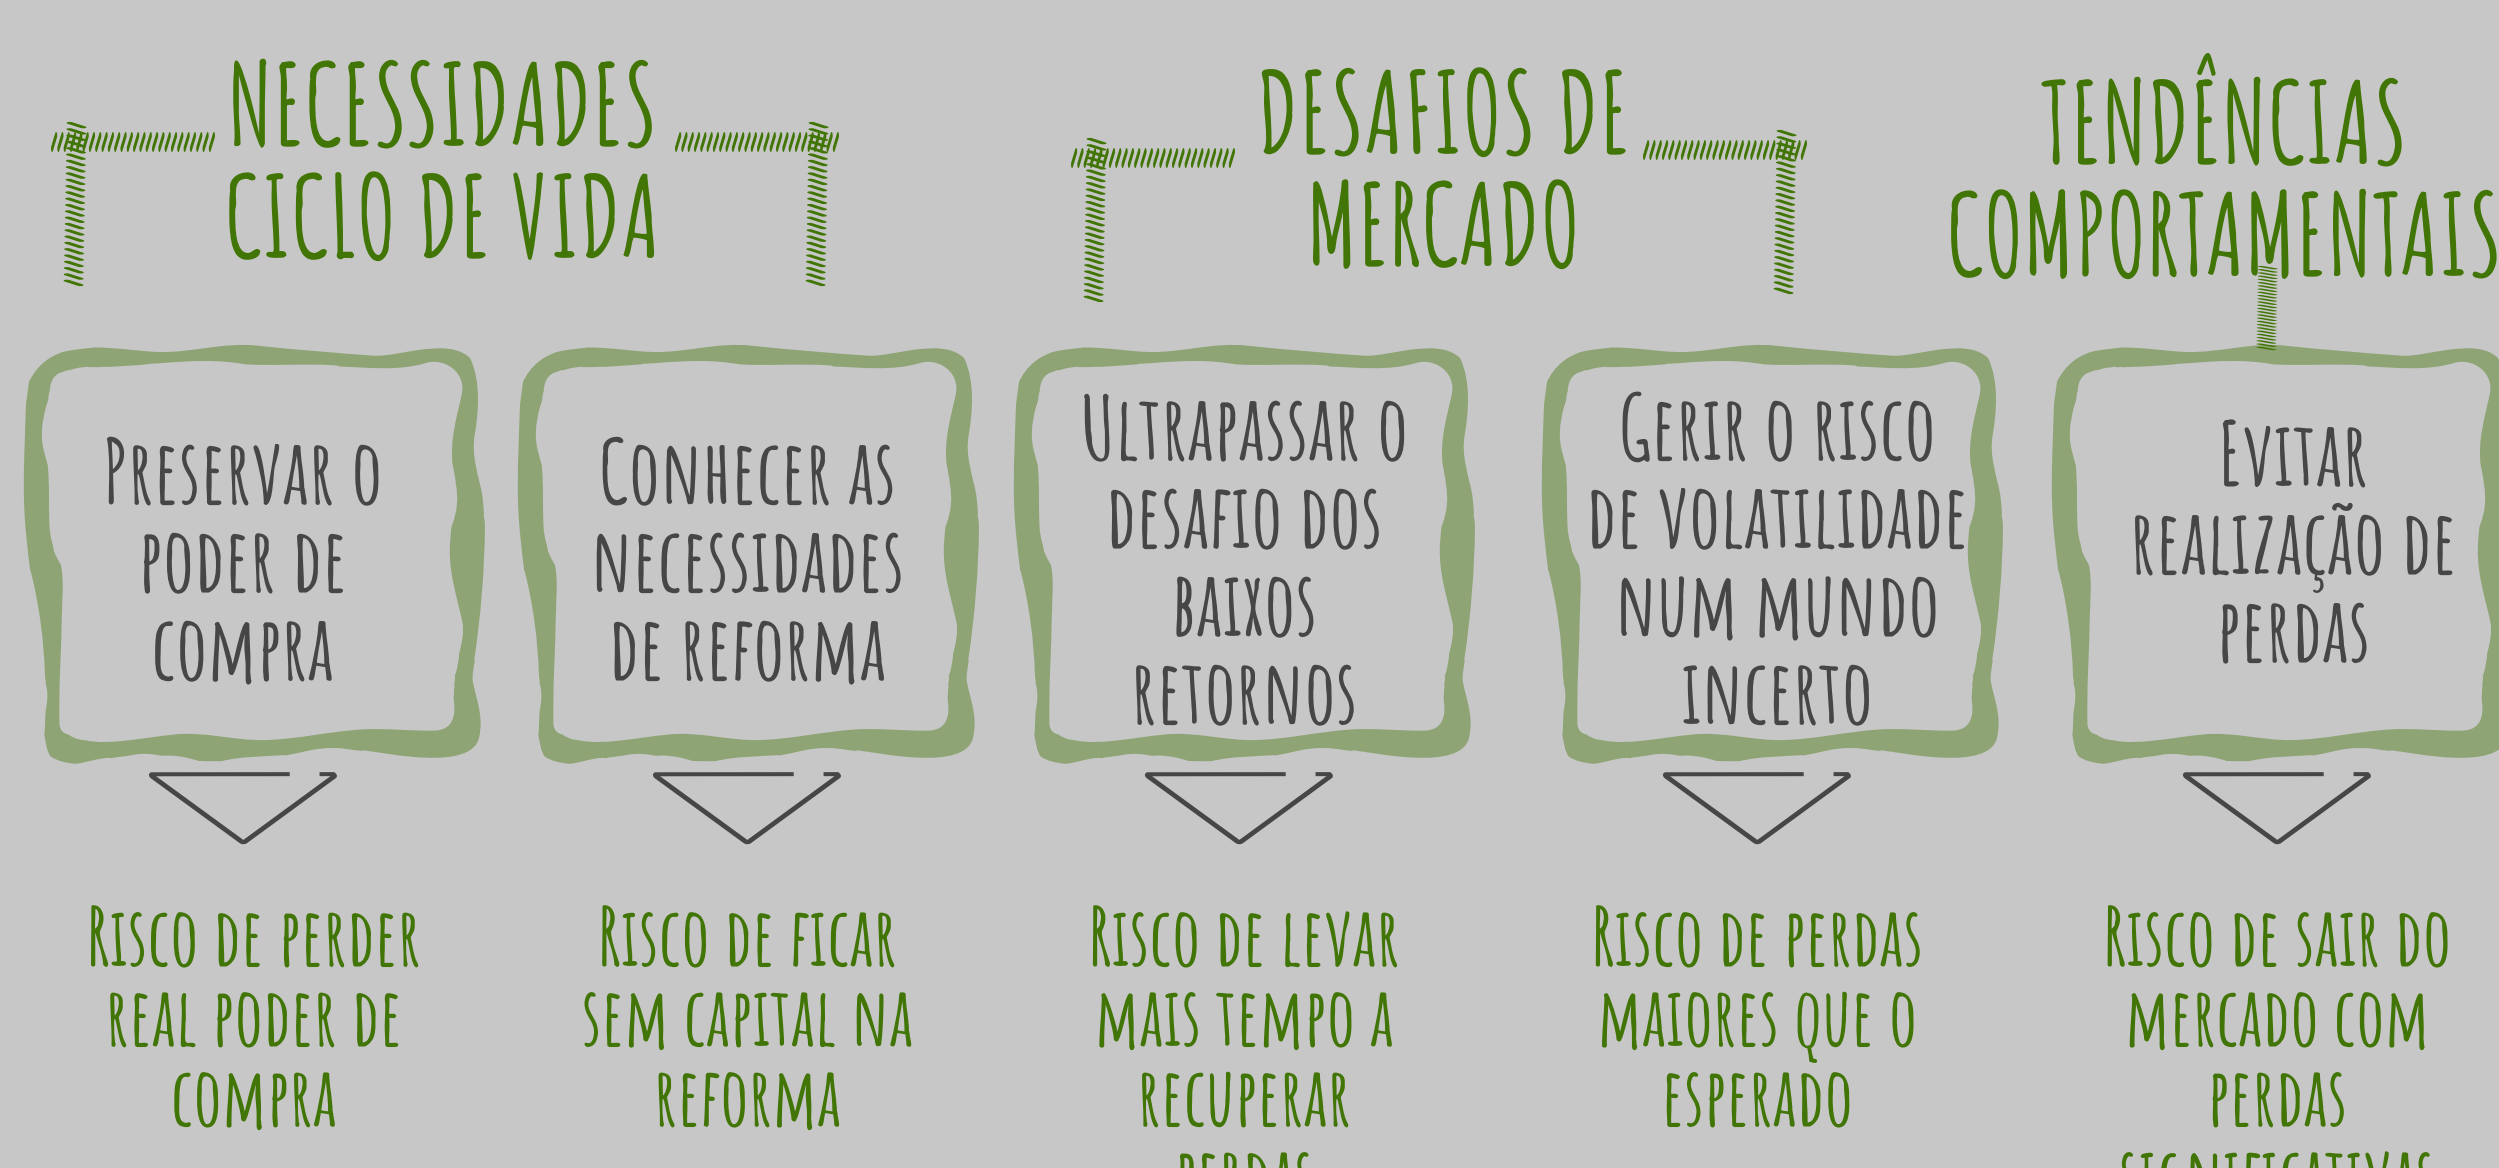 NECESSIDADES
CICLO DE VIDA
DESAFIOS DE
MERCADO
TENDÊNCIAS
COMPORTAMENTAIS
PRESERVAR O
PODER DE
COMPRA
CONHECER AS
NECESSIDADES
DE REFORMA
ULTRAPASSAR O
DESAFIO DOS
BAIXOS
RETORNOS
GERIR O RISCO
DE VOLATILIDADE
NUM MUNDO
INCERTO
EVITAR
REALIZAÇÃO DE
PERDAS
RISCO DE PERDER
REAL PODER DE
COMPRA
RISCO DE FICAR
SEM CAPITAL NA
REFORMA
RISCO DE LEVAR
MAIS TEMPO A
RECUPERAR
PERDAS
RISCO DE PERDAS
MAIORES QUE O
ESPERADO
RISCO DE SAIR DO
MERCADO COM
PERDAS
SIGNIFICATIVAS